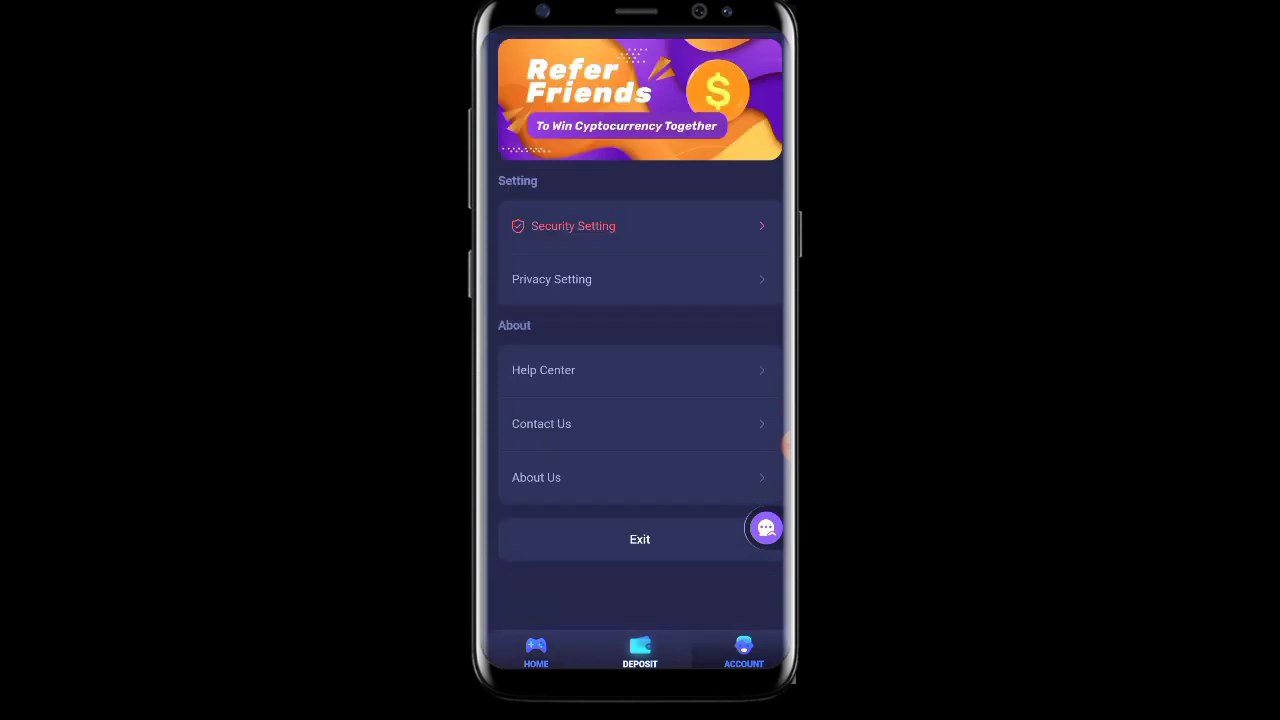 Refer
Friends
To Win Cyptocurrency Together
Setting
Security Setting
Privacy Setting
About
Help Center
Contact Us
About Us
Exit
HOME
DEPOSIT
ACCOUNT